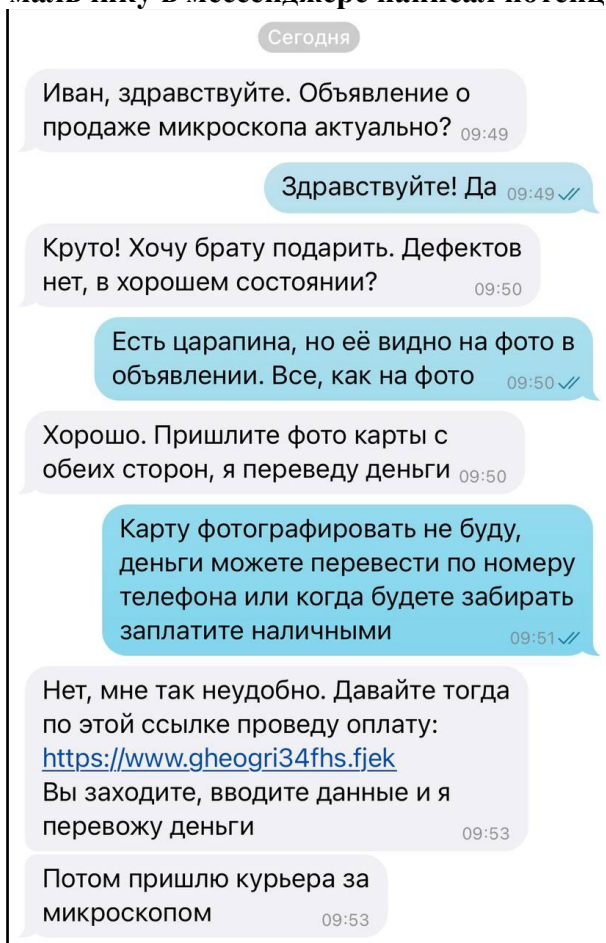 мальчику в мессенджере написал
Сегодня
Иван, здравствуйте. Объявление о
продаже микроскопа актуально? 09:49
Здравствуйте! Да 09:49
Круто! Хочу брату подарить. Дефектов
нет, в хорошем состоянии? 09:50
Есть царапина, но её видно на фото в
объявлении. Все, как на фото 09:50
Хорошо. Пришлите фото карты с
обеих сторон, я переведу деньги 09:50
Карту фотографировать не буду,
деньги можете перевести по номеру
телефона или когда будете забирать
заплатите наличными 09:51
Нет, мне так неудобно. Давайте тогда
по этой ссылке проведу оплату:
https://www.gheogri34fhs.fjek
Вы заходите, вводите данные и я
перевожу деньги 09:53
Потом пришлю курьера за
микроскопом 09:53